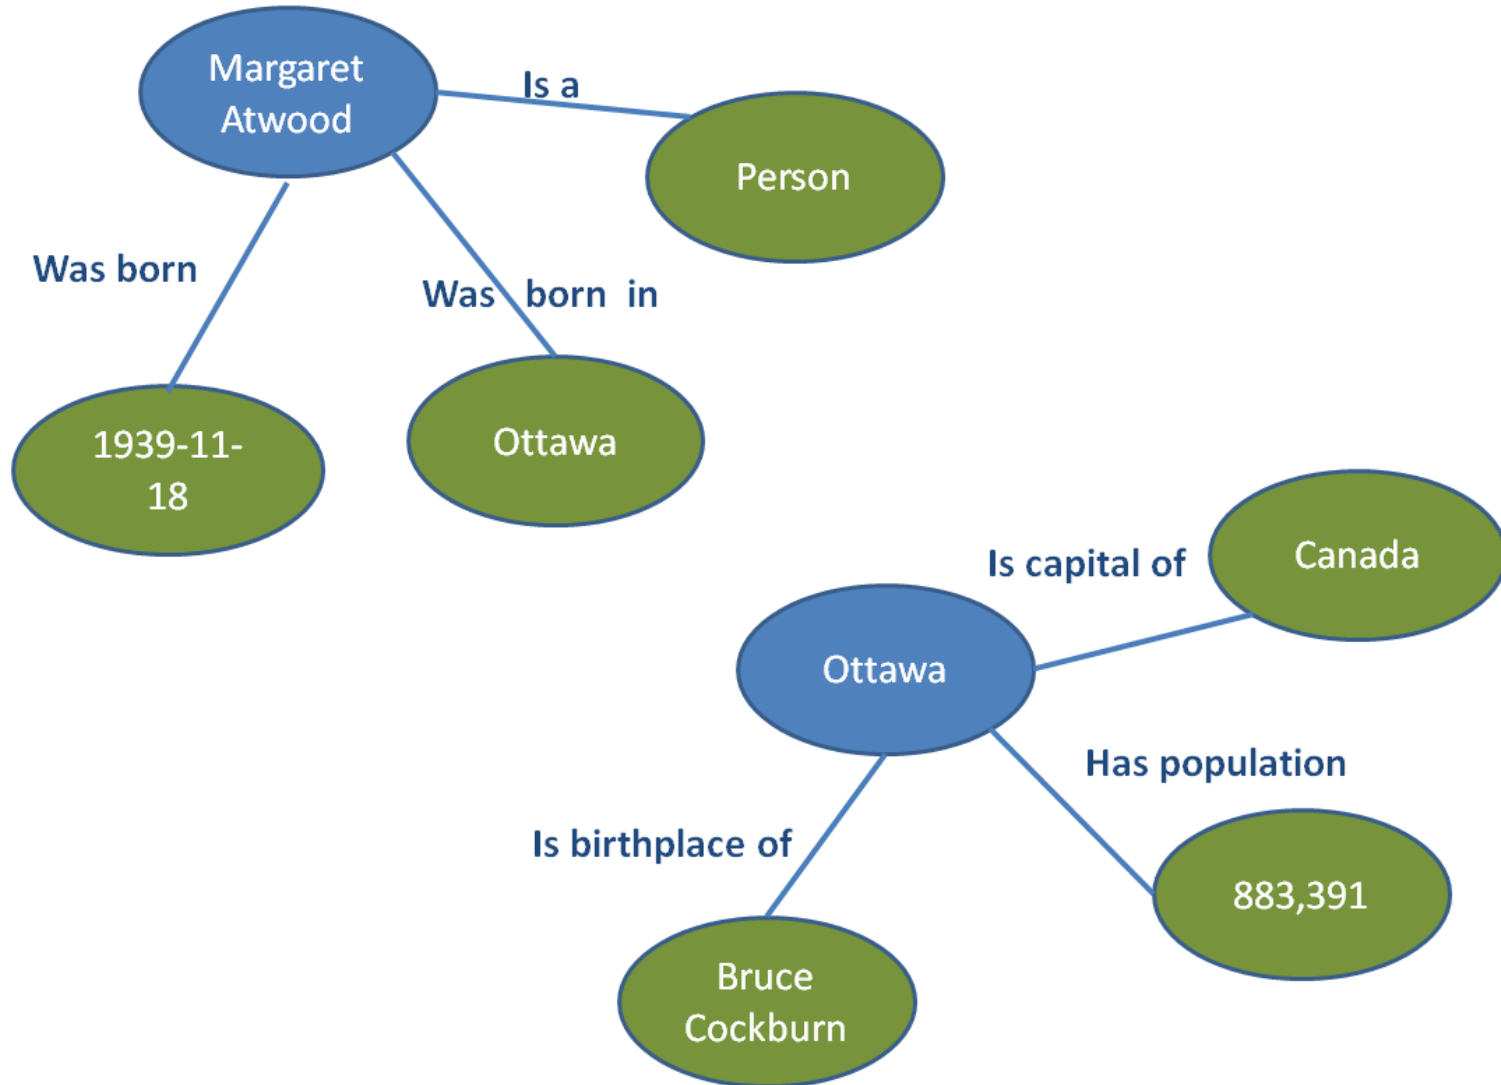 Margaret
Atwood
Is a
Person
Was born
Was born in
1939-11-
18
Ottawa
Is capital of
Canada
Ottawa
Has population
Is birthplace of
883,391
Bruce
Cockburn